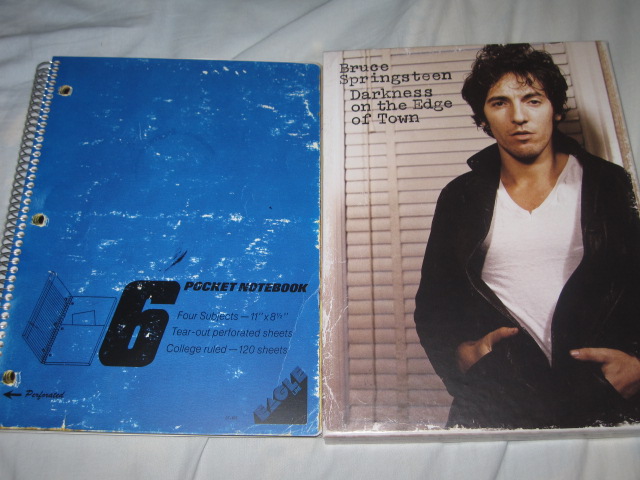 6
POCKET NOTEBOOK
Four Subjects — 11" x 8½"
Tear-out perforated sheets
College ruled — 120 sheets
Perforated
EAGLE
Bruce
Springsteen
Darkness
on the Edge
of Town